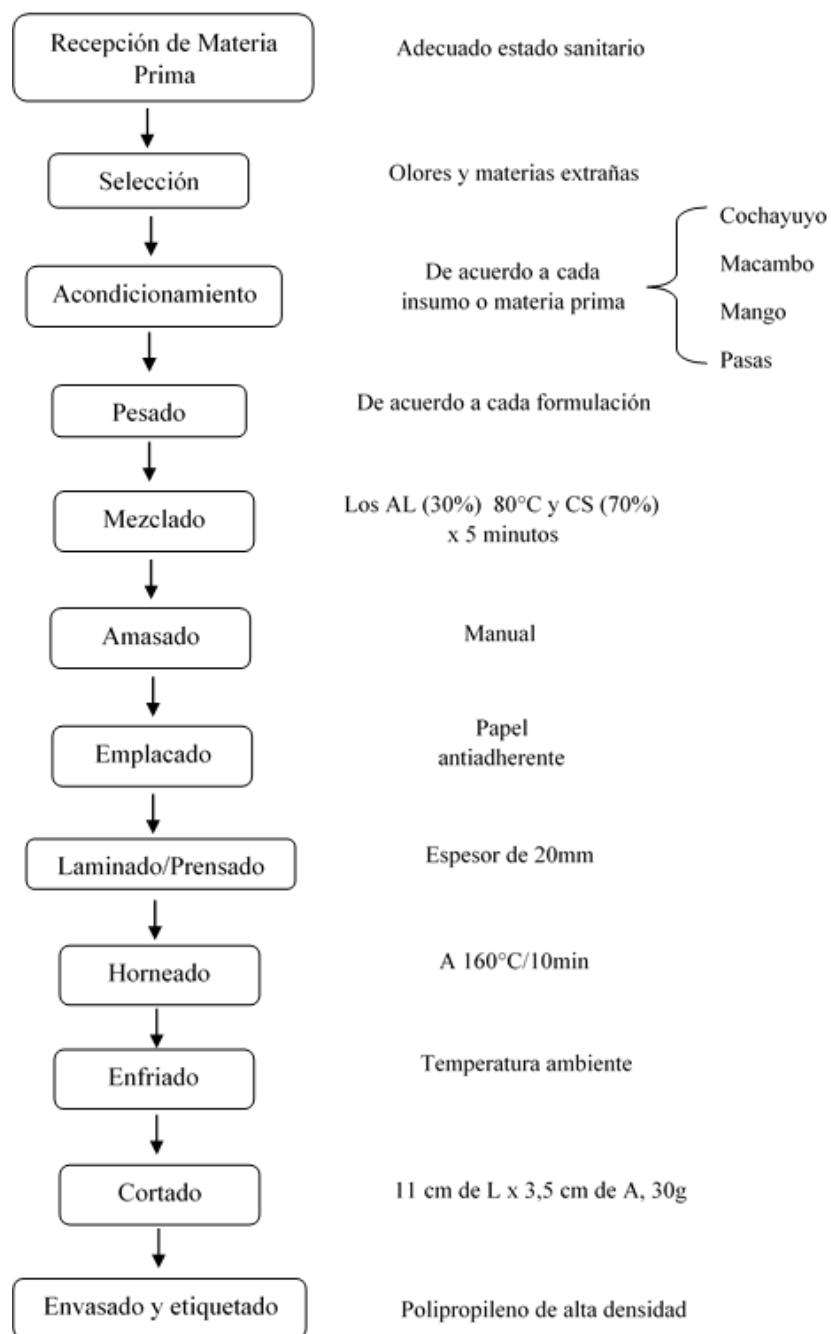 Recepción de Materia
Prima
Adecuado estado sanitario
Selección
Olores y materias extrañas
Acondicionamiento
De acuerdo a cada
insumo o materia prima
Cochayuyo
Macambo
Mango
Pasas
Pesado
De acuerdo a cada formulación
Mezclado
Los AL (30%) 80°C y CS (70%)
x 5 minutos
Amasado
Manual
Emplacado
Papel
antiadherente
Laminado/Prensado
Espesor de 20mm
Horneado
A 160°C/10min
Enfriado
Temperatura ambiente
Cortado
11 cm de L x 3,5 cm de A, 30g
Envasado y etiquetado
Polipropileno de alta densidad